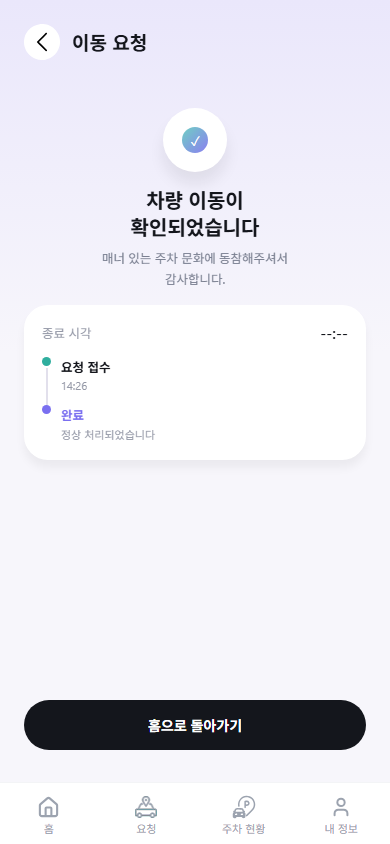 이동 요청
차량 이동이
확인되었습니다
매너 있는 주차 문화에 동참해주셔서
감사합니다.
종료 시각 --:--
요청 접수
14:26
완료
정상 처리되었습니다
홈으로 돌아가기
홈 요청 주차 현황 내 정보